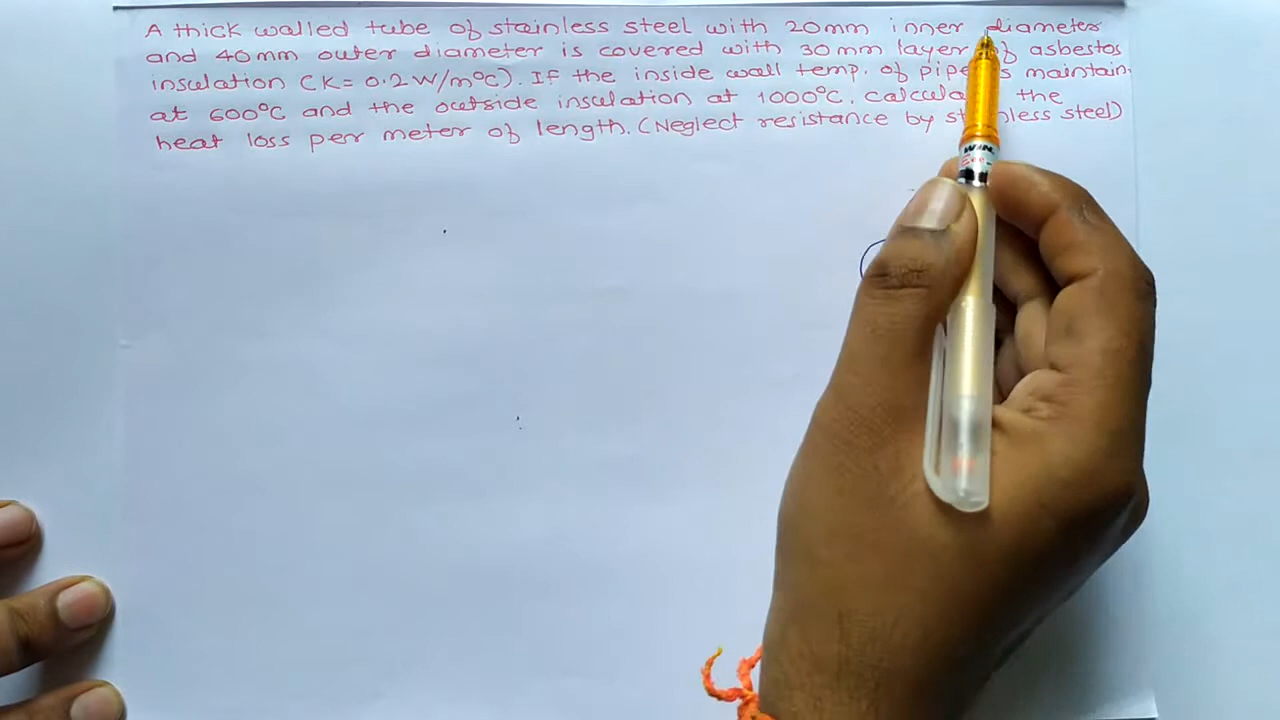 A thick walled tube of stainless steel with 20mm inner diameter
and 40mm outer diameter is covered with 30mm layer of asbestos
insulation (K= 0.2 W/m°C). If the inside wall temp. of pipe is maintain
at 600°C and the outside insulation at 1000°C. calculate the
heat loss per meter of length. (Neglect resistance by stainless steel)
WIN